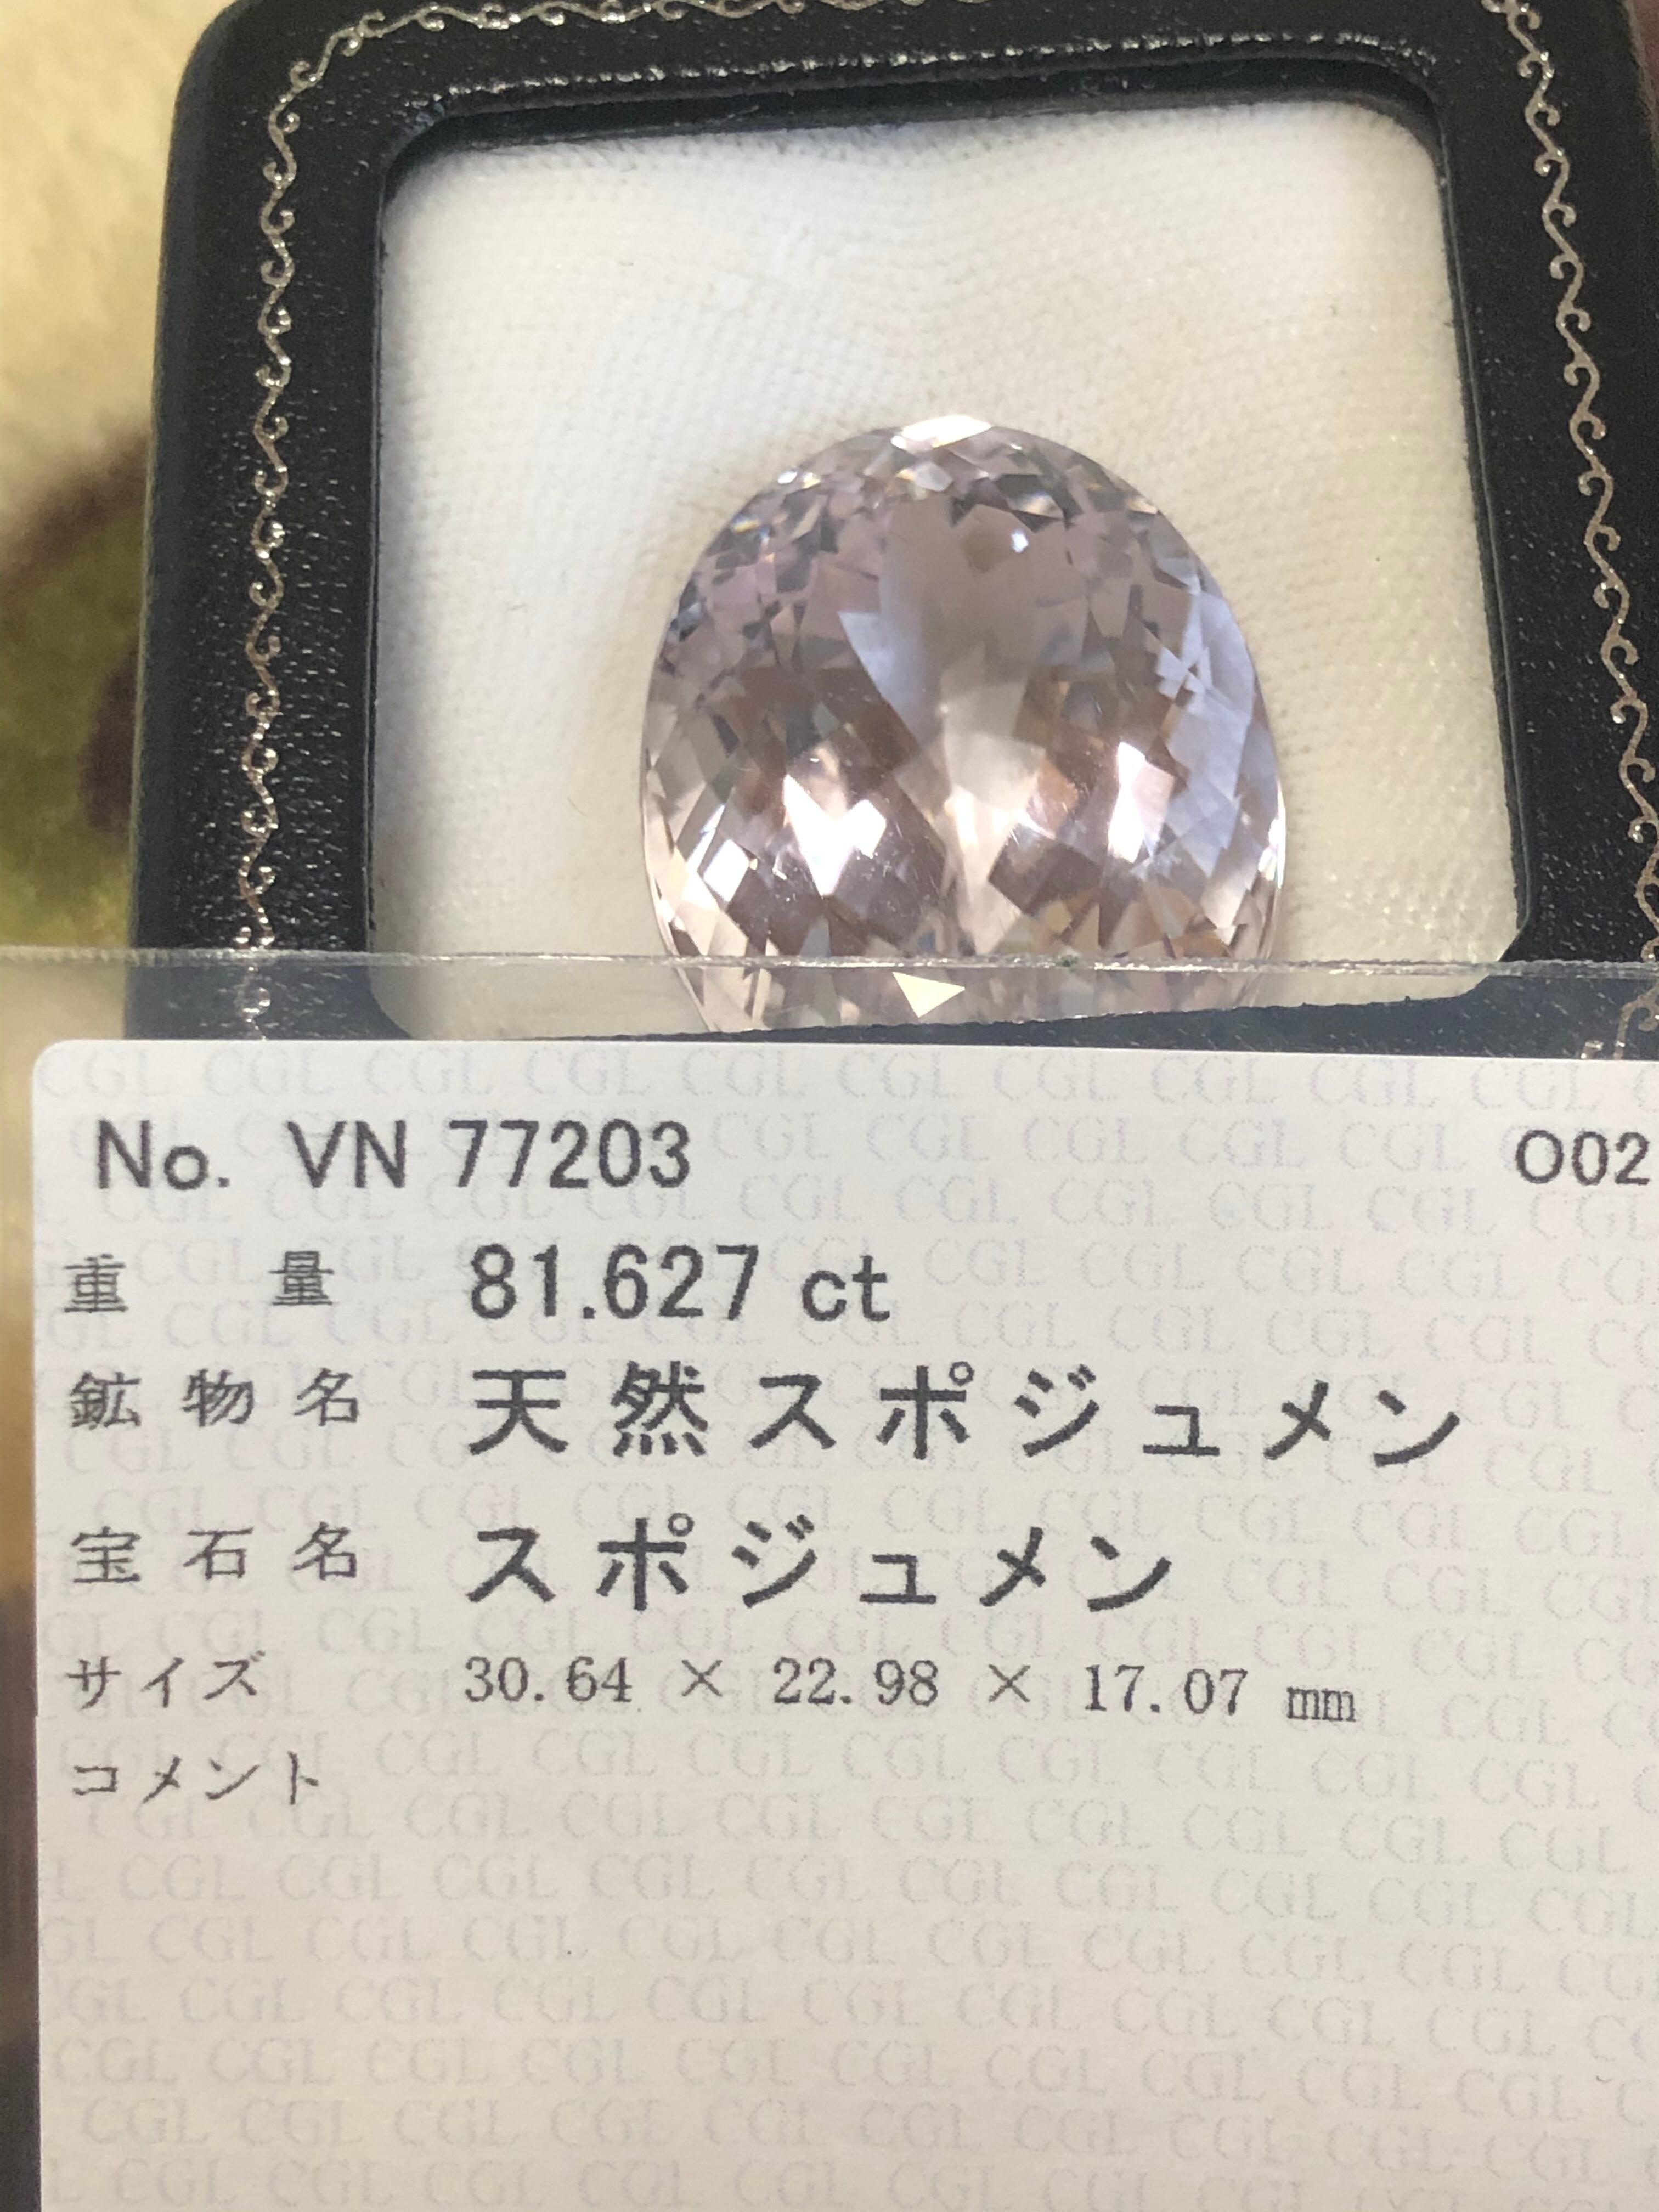 No. VN 77203 O02
重量 81.627 ct
鉱物名 天然スポジュメン
宝石名 スポジュメン
サイズ 30.64 × 22.98 × 17.07 mm
コメント